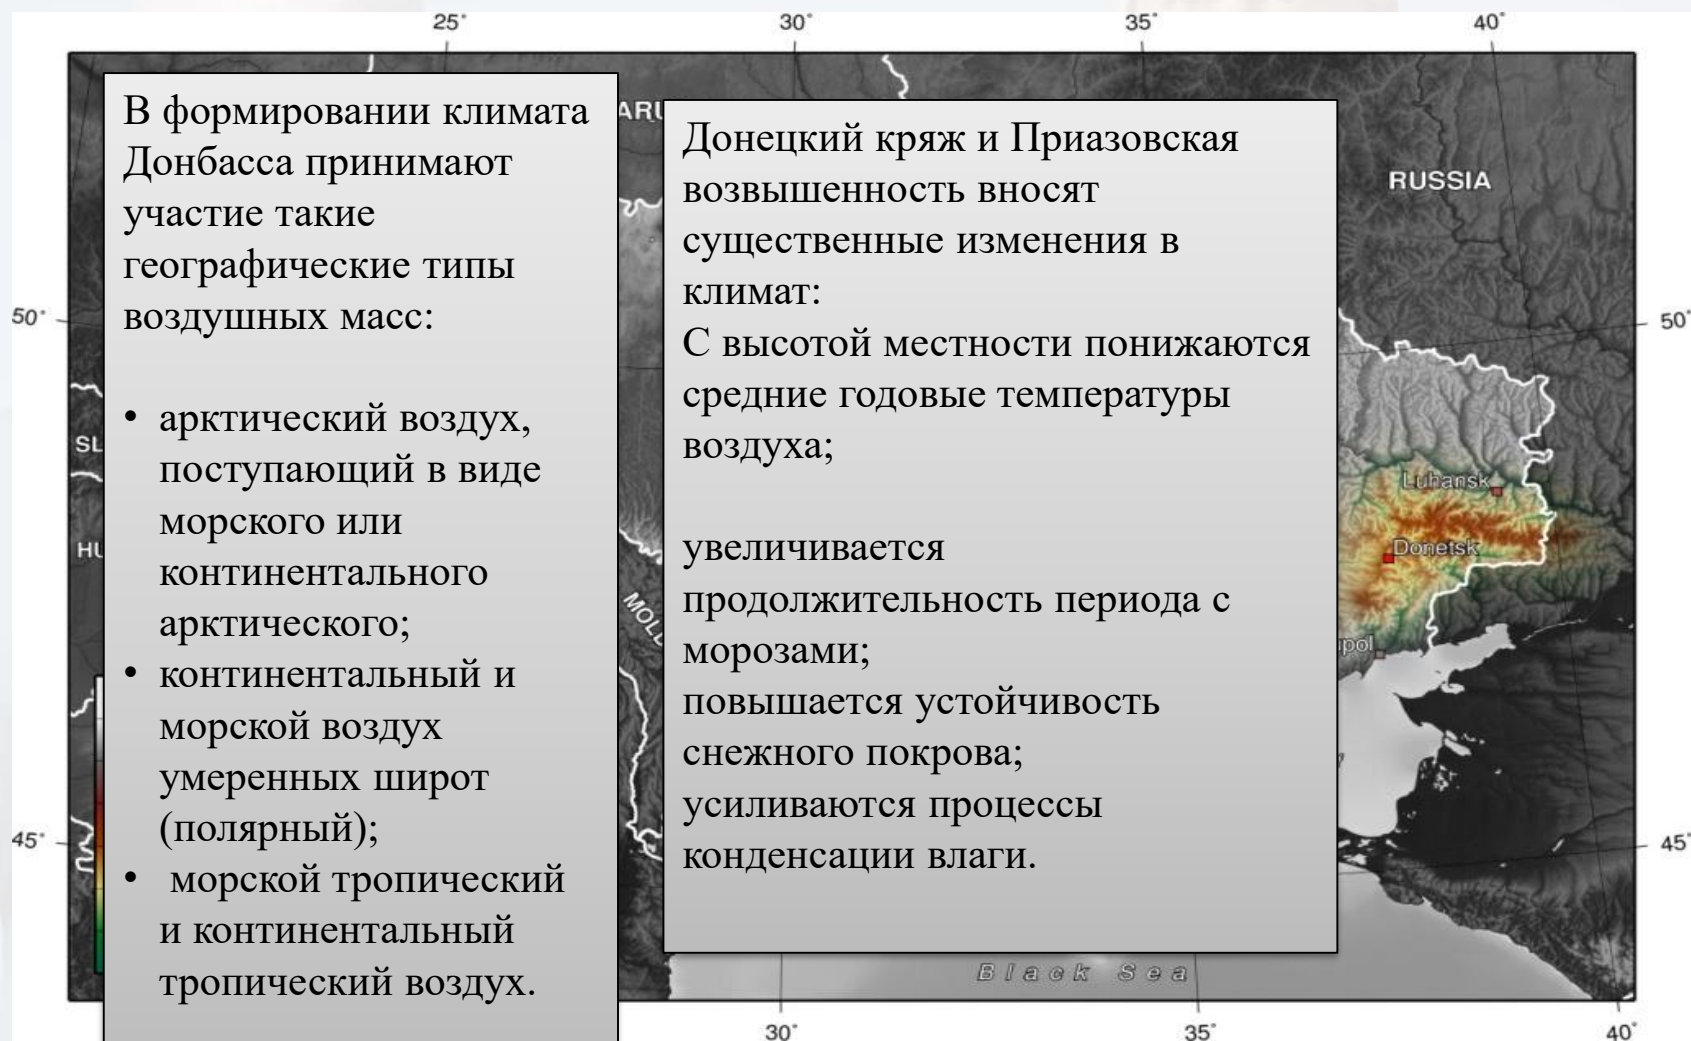 25°
30°
35°
40°
В формировании климата
Донбасса принимают
участие такие
географические типы
воздушных масс:
• арктический воздух,
поступающий в виде
морского или
континентального
арктического;
• континентальный и
морской воздух
умеренных широт
(полярный);
• морской тропический
и континентальный
тропический воздух.
Донецкий кряж и Приазовская
возвышенность вносят
существенные изменения в
климат:
С высотой местности понижаются
средние годовые температуры
воздуха;
увеличивается
продолжительность периода с
морозами;
повышается устойчивость
снежного покрова;
усиливаются процессы
конденсации влаги.
RUSSIA
50°
50°
Luhansk
Donetsk
45°
45°
Black Sea
30°
35°
40°